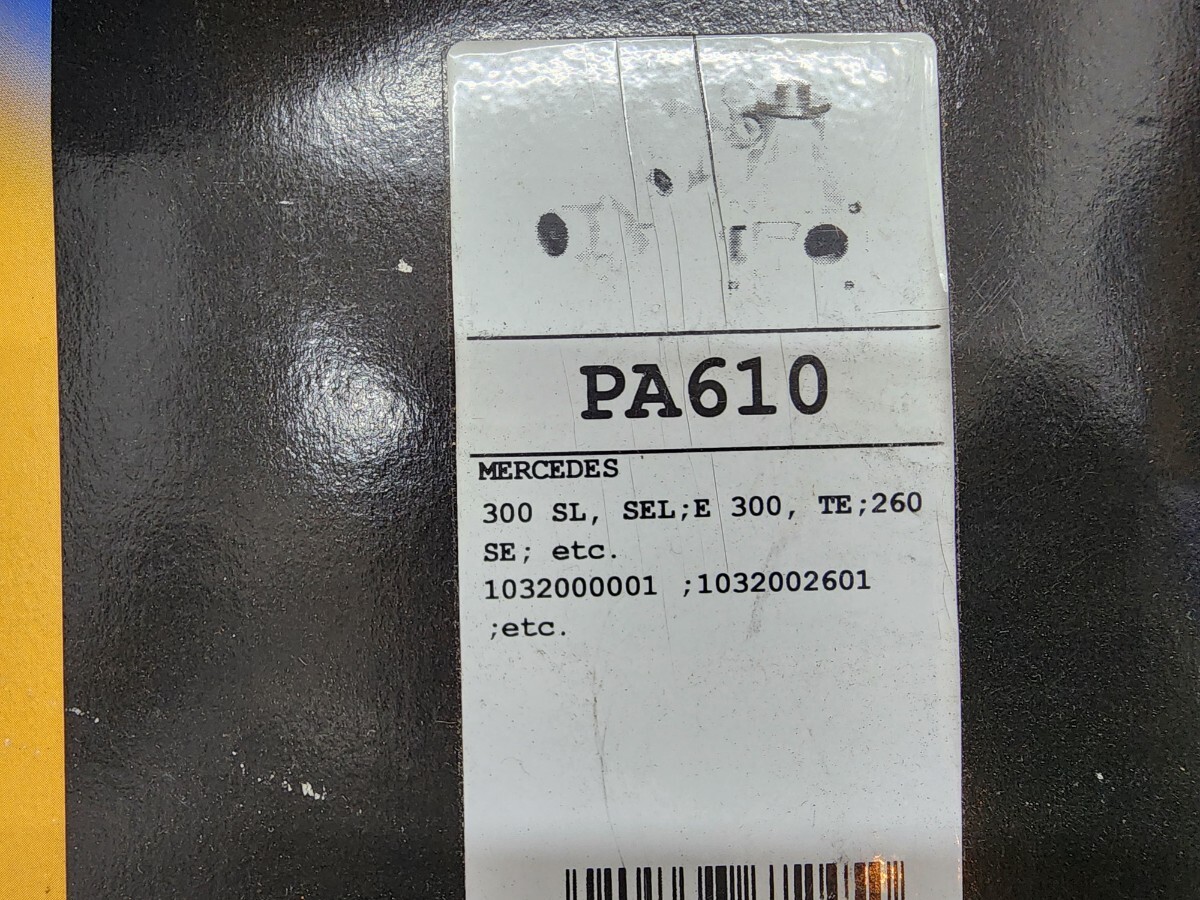 PA610
MERCEDES
300 SL, SEL;E 300, TE;260
SE; etc.
1032000001 ;1032002601
;etc.